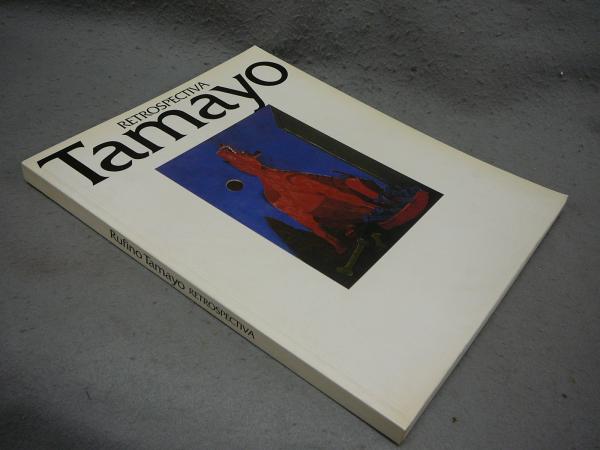 RETROSPECTIVA
Tamayo
Rufino Tamayo RETROSPECTIVA